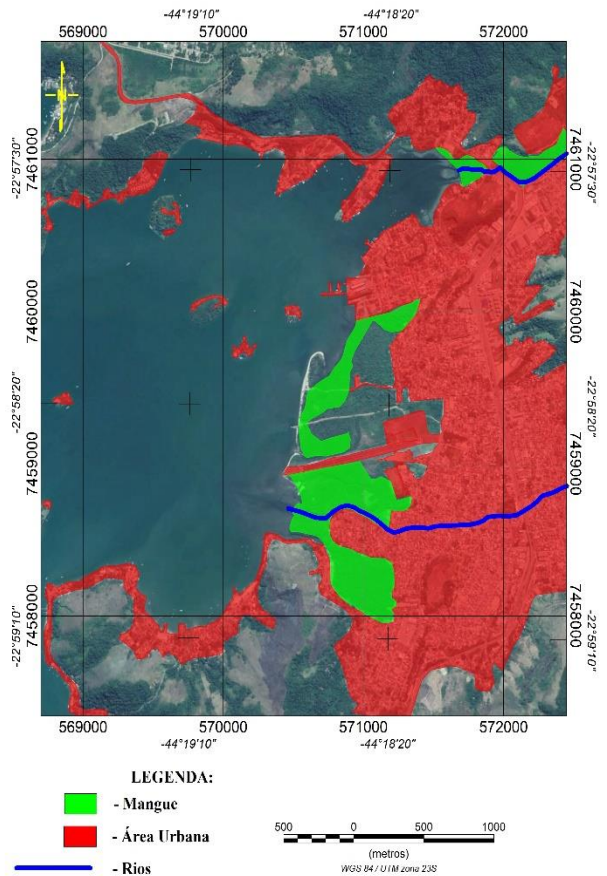 -44°19'10" -44°18'20"
569000 570000 571000 572000
7461000 7461000
-22°57'30" -22°57'30"
7460000 7460000
-22°58'20" -22°58'20"
7459000 7459000
7458000 7458000
-22°59'10" -22°59'10"
569000 570000 571000 572000
-44°19'10" -44°18'20"
LEGENDA:
- Mangue
- Área Urbana
- Rios
500 0 500 1000
(metros)
WGS 84 / UTM zona 23S